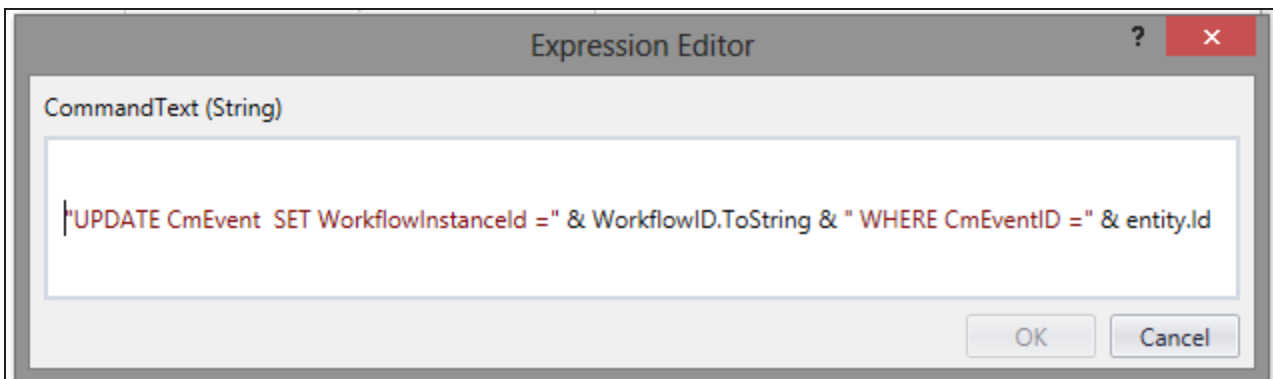 Expression Editor
?
×
CommandText (String)
"UPDATE CmEvent  SET WorkflowInstanceId =" & WorkflowID.ToString & " WHERE CmEventID =" & entity.Id
OK
Cancel